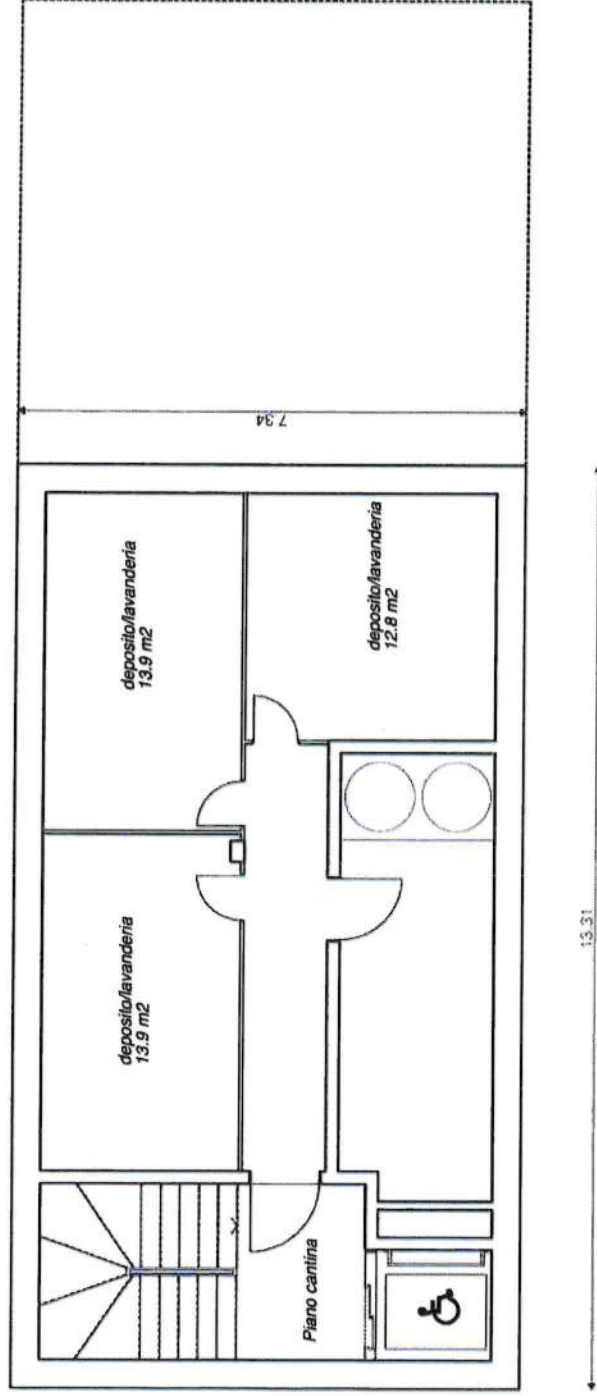 7.34
deposito/lavanderia
13.9 m2
deposito/lavanderia
12.8 m2
deposito/lavanderia
13.9 m2
Piano cantina
13.31